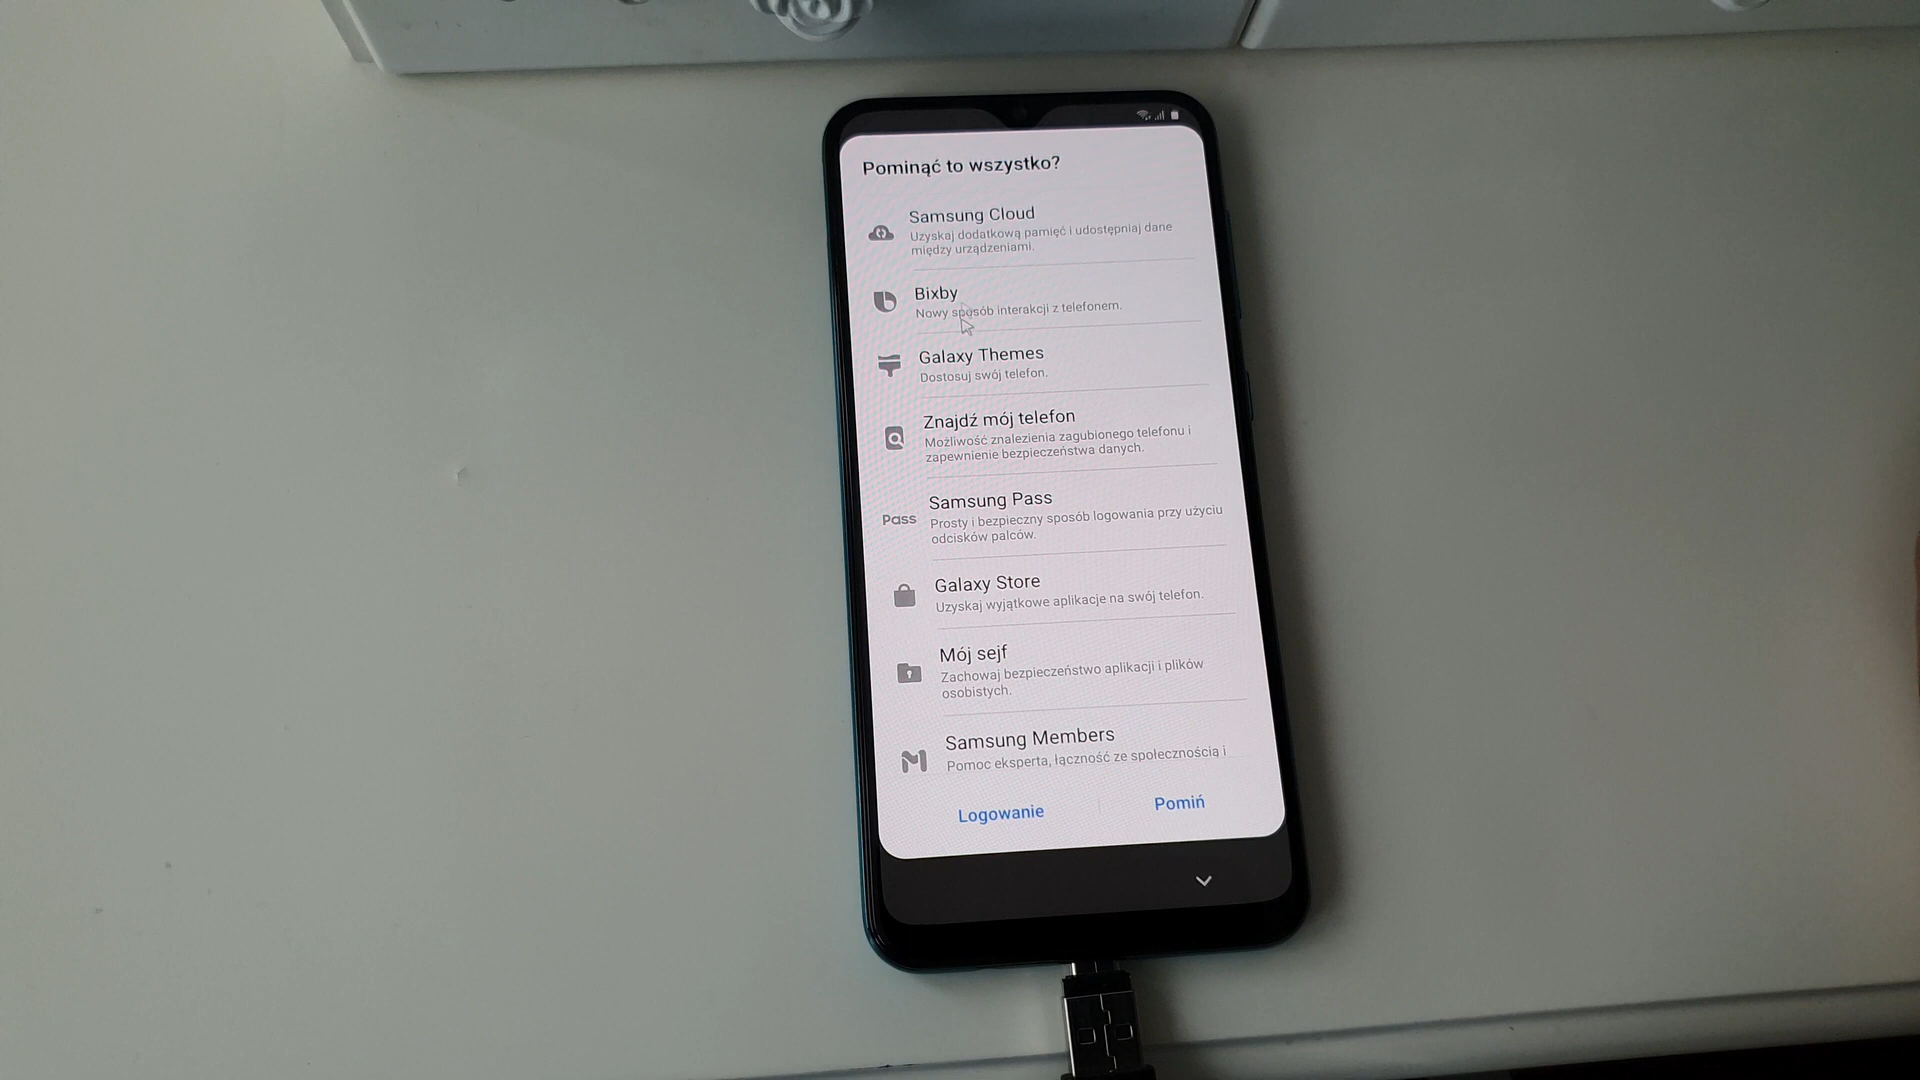 Pominąć to wszystko?
Samsung Cloud
Uzyskaj dodatkową pamięć i udostępniaj dane
między urządzeniami.
Bixby
Nowy sposób interakcji z telefonem.
Galaxy Themes
Dostosuj swój telefon.
Znajdź mój telefon
Możliwość znalezienia zagubionego telefonu i
zapewnienie bezpieczeństwa danych.
Pass
Samsung Pass
Prosty i bezpieczny sposób logowania przy użyciu
odcisków palców.
Galaxy Store
Uzyskaj wyjątkowe aplikacje na swój telefon.
Mój sejf
Zachowaj bezpieczeństwo aplikacji i plików
osobistych.
Samsung Members
Pomoc eksperta, łączność ze społecznością i
Logowanie
Pomiń